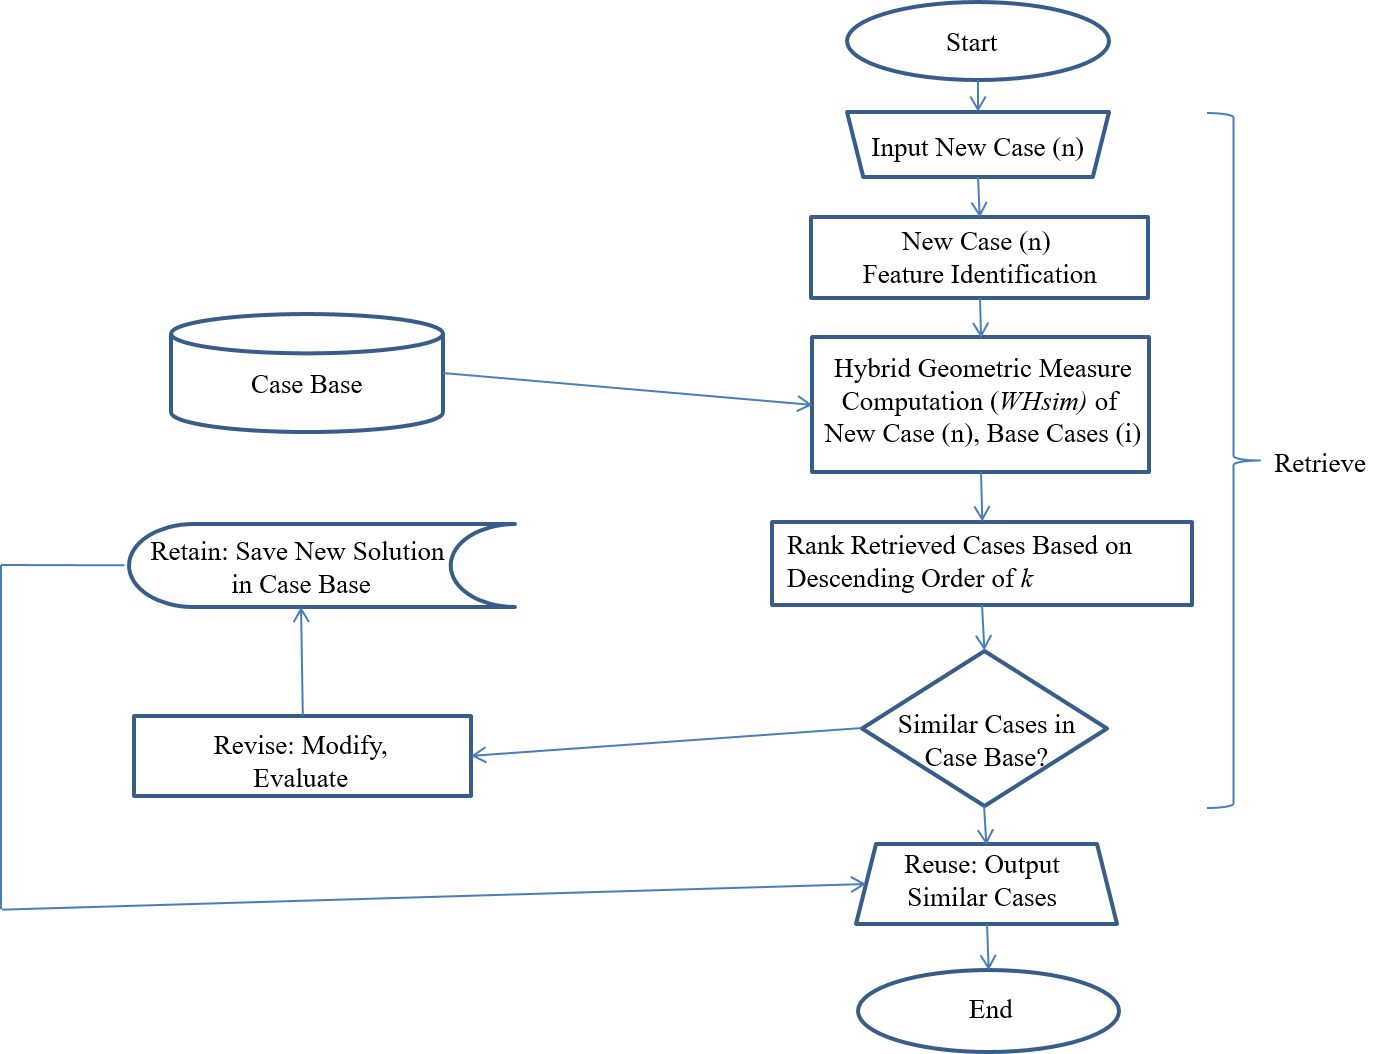 Start
Input New Case (n)
New Case (n)
Feature Identification
Hybrid Geometric Measure
Computation (WHsim) of
New Case (n), Base Cases (i)
Case Base
Retrieve
Rank Retrieved Cases Based on
Descending Order of k
Retain: Save New Solution
in Case Base
Similar Cases in
Case Base?
Revise: Modify,
Evaluate
Reuse: Output
Similar Cases
End